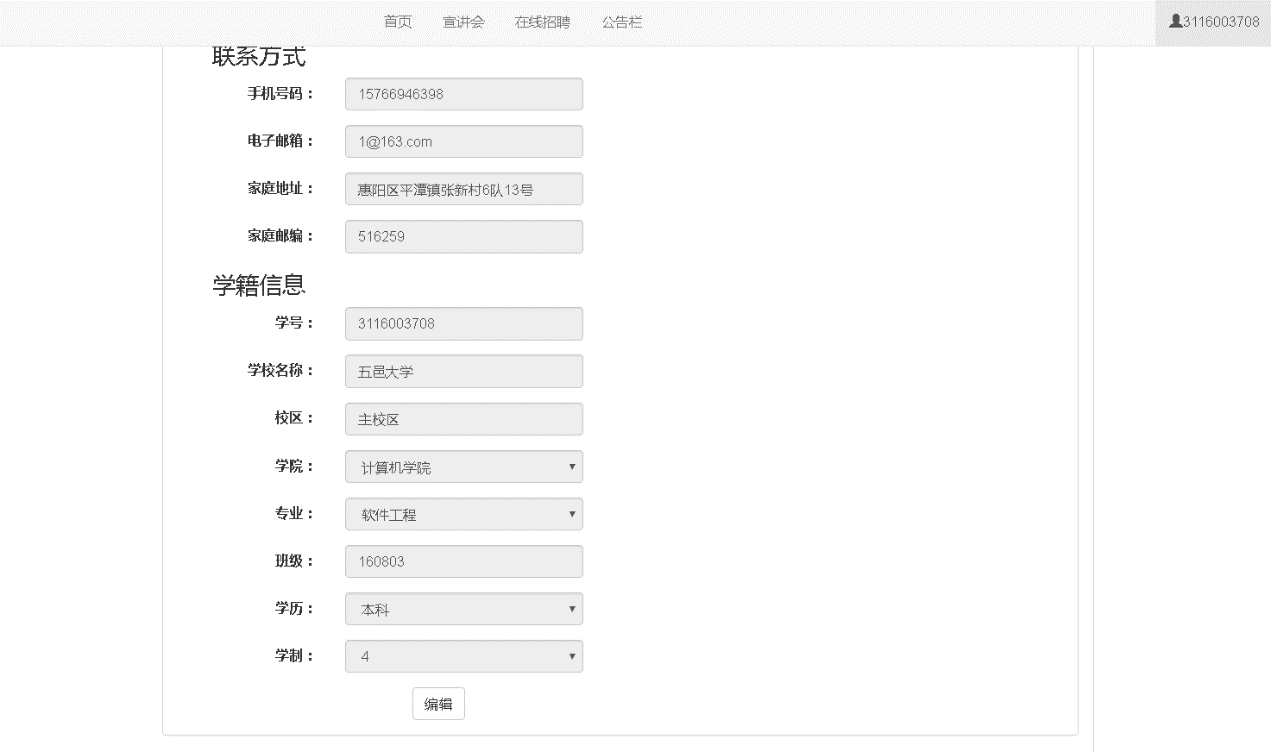 首页 宣讲会 在线招聘 公告栏 3116003708
联系方式
手机号码： 15766946398
电子邮箱： 1@163.com
家庭地址： 惠阳区平潭镇张新村6队13号
家庭邮编： 516259
学籍信息
学号： 3116003708
学校名称： 五邑大学
校区： 主校区
学院： 计算机学院
专业： 软件工程
班级： 160803
学历： 本科
学制： 4
编辑